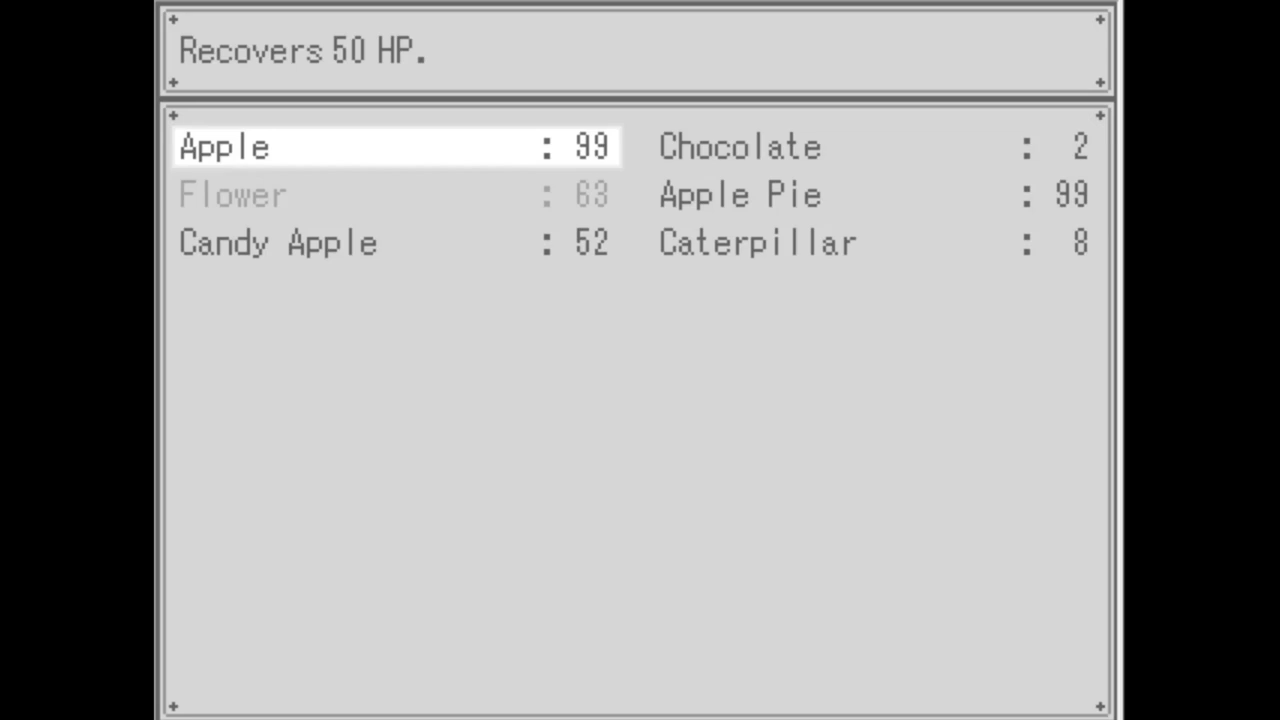 Recovers 50 HP.
Apple : 99 Chocolate : 2
Flower : 63 Apple Pie : 99
Candy Apple : 52 Caterpillar : 8